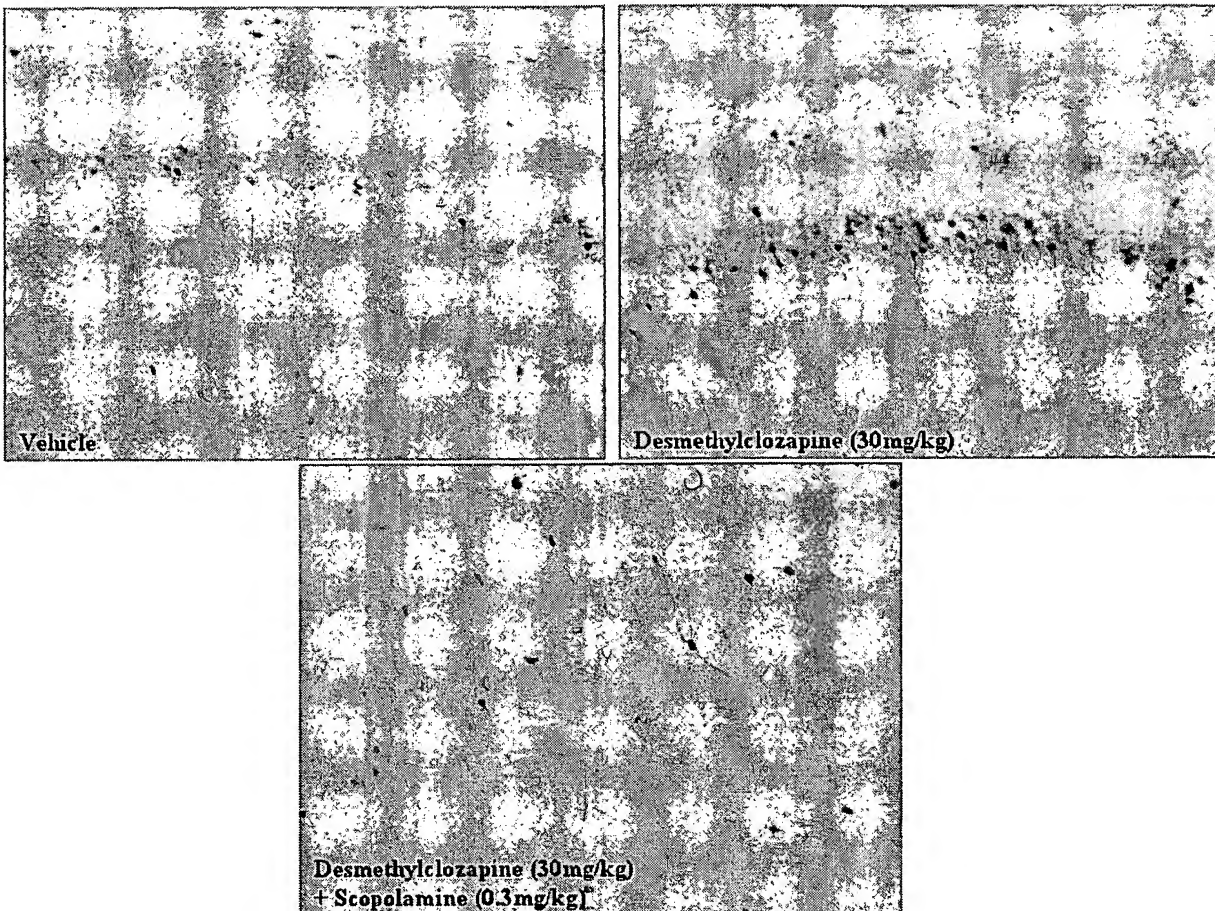 Vehicle
Desmethylclozapine (30mg/kg)
Desmethylclozapine (30mg/kg)
+ Scopolamine (0.3mg/kg)